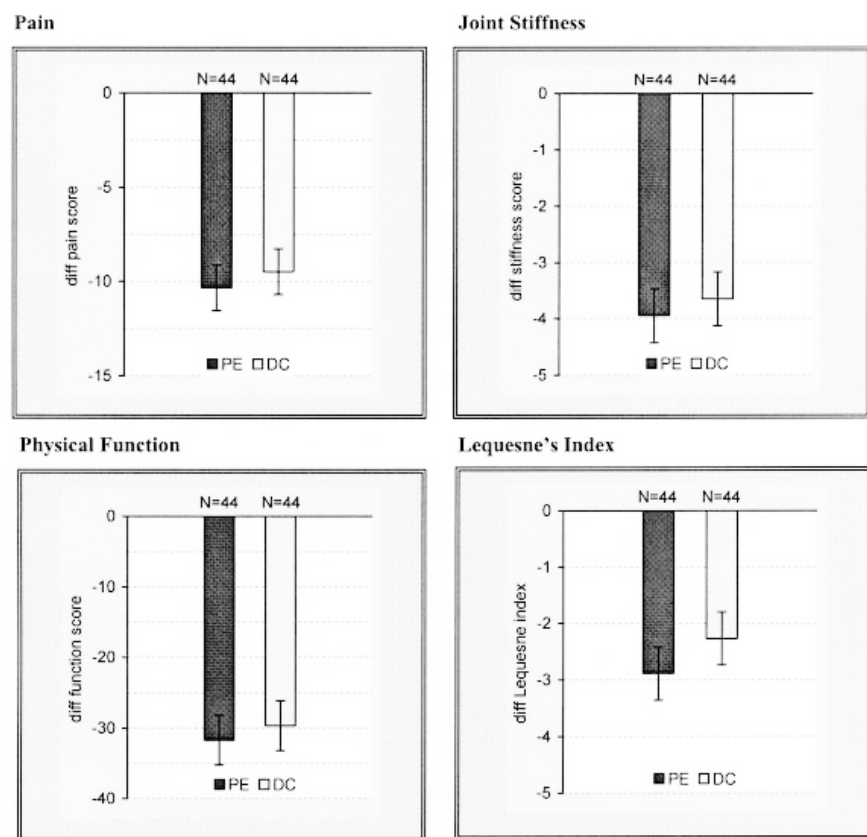 Pain
N=44 N=44
0
-5
-10
-15
diff pain score
PE DC
Joint Stiffness
N=44 N=44
0
-1
-2
-3
-4
-5
diff stiffness score
PE DC
Physical Function
N=44 N=44
0
-10
-20
-30
-40
diff function score
PE DC
Lequesne's Index
N=44 N=44
0
-1
-2
-3
-4
-5
diff Lequesne index
PE DC